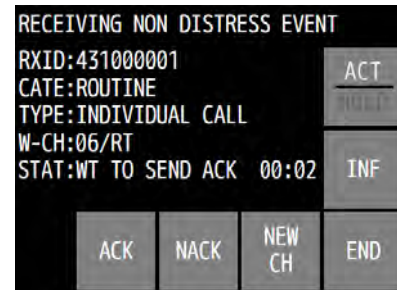 RECEIVING NON DISTRESS EVENT
RXID:431000001
CATE:ROUTINE
TYPE:INDIVIDUAL CALL
W-CH:06/RT
STAT:WT TO SEND ACK 00:02
ACT
HOLD
INF
ACK
NACK
NEW
CH
END